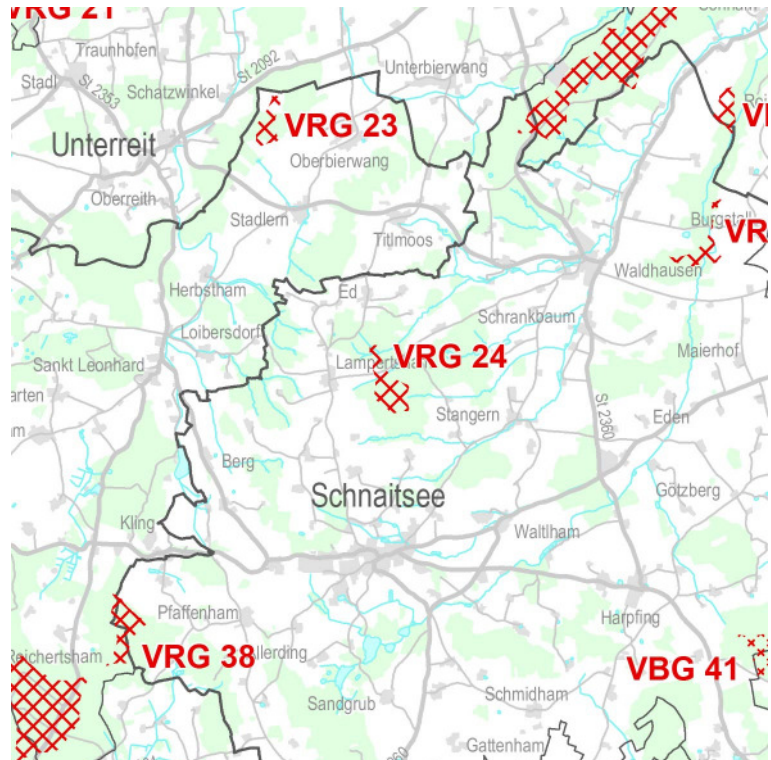 VRG 21
Traunhofen
St 2092
Unterbierwang
Stadl
St 2353
Schatzwinkel
VRG 23
Unterreit
Oberbierwang
Oberreith
Stadlern
Burgstall
Titlmoos
Waldhausen
Herbstham
Ed
Loibersdorf
Schrankbaum
Maierhof
Sankt Leonhard
VRG 24
Stangern
St 2360
Eden
Berg
Götzberg
Schnaitsee
Kling
Waltlham
Pfaffenham
Harpfing
Reichertsham
VRG 38
VBG 41
Sandgrub
Schmidham
Gattenham